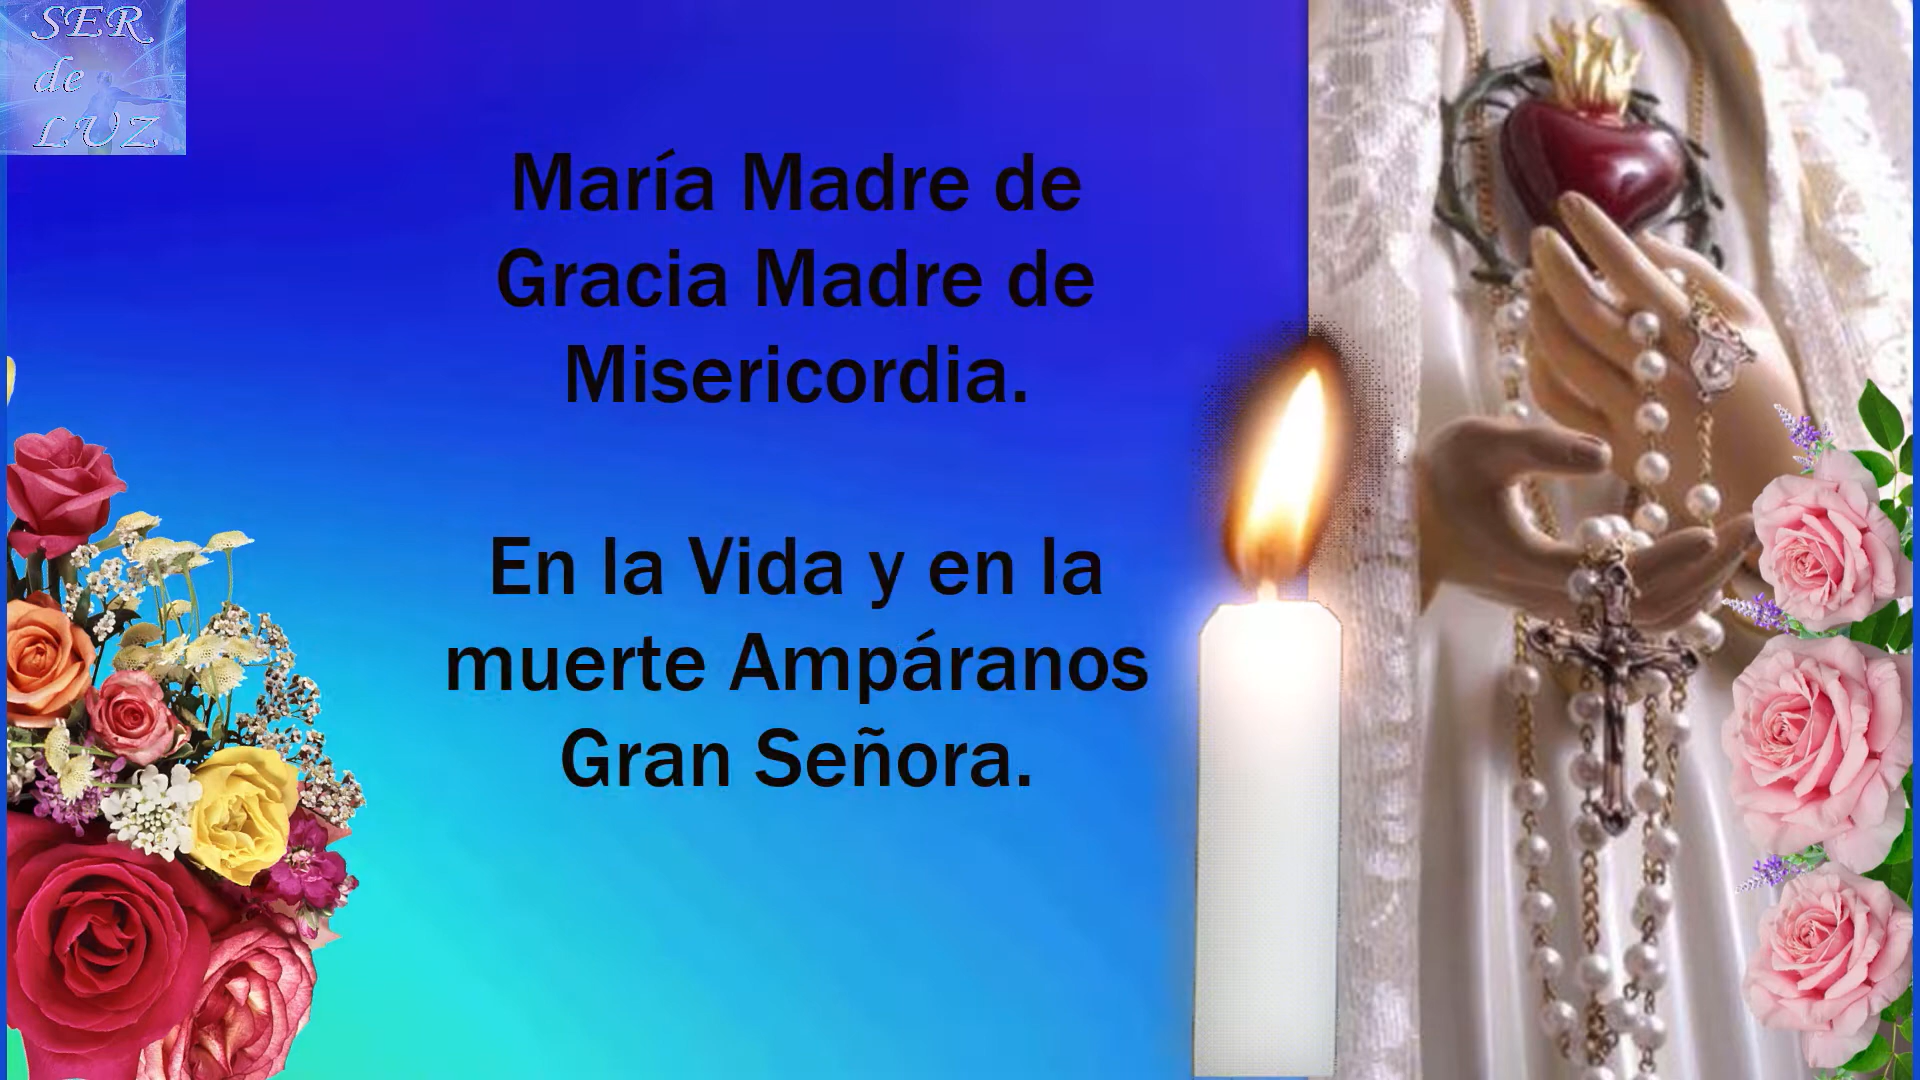 SER
de
LUZ
María Madre de
Gracia Madre de
Misericordia.
En la Vida y en la
muerte Ampáranos
Gran Señora.